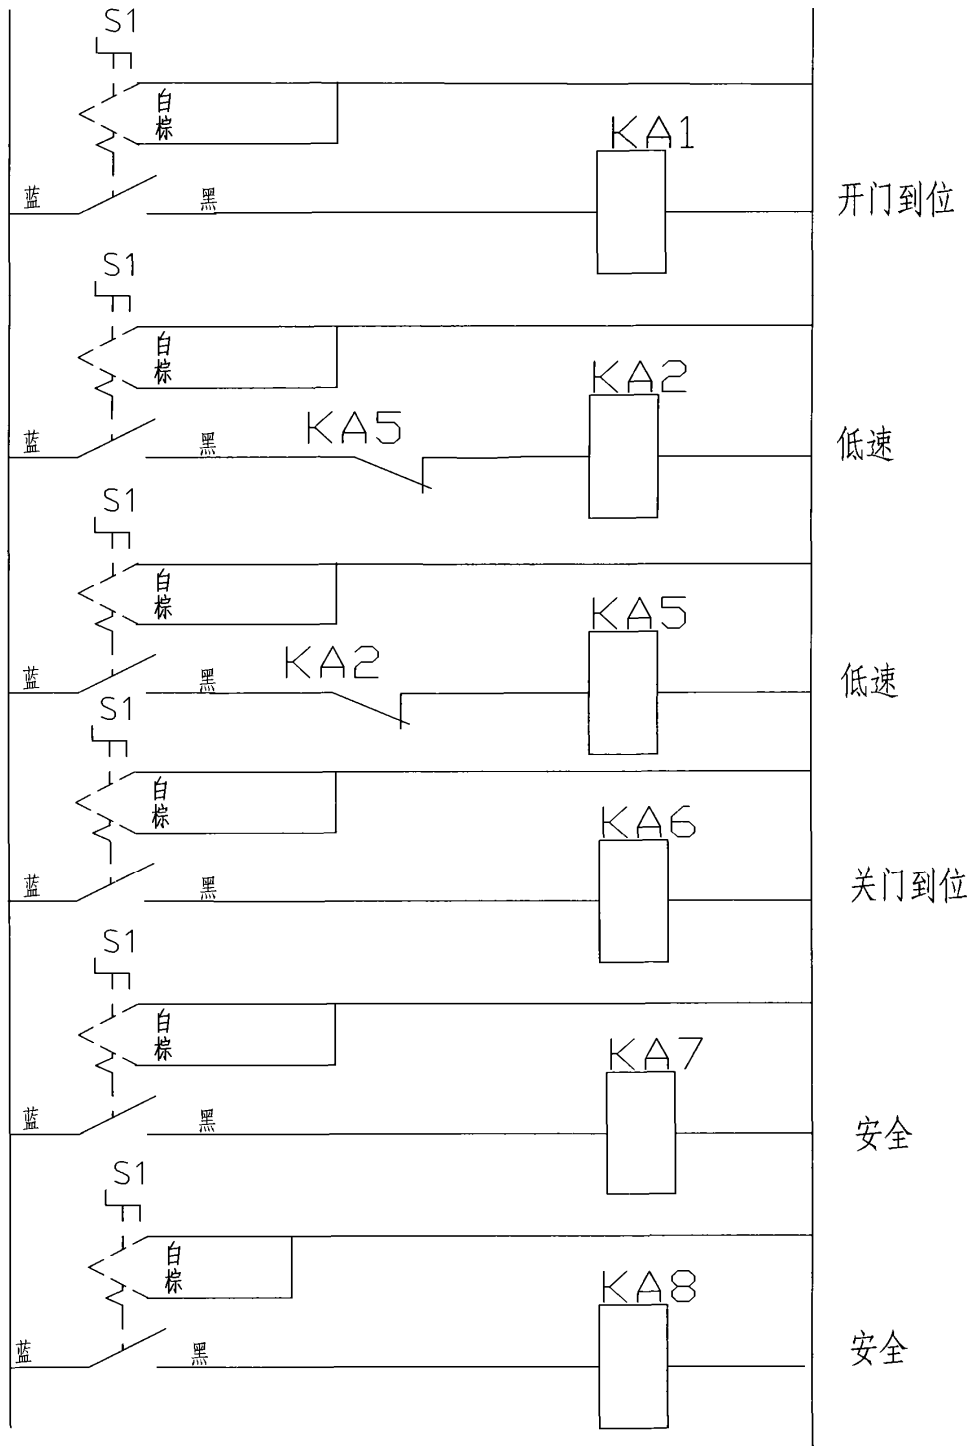 S1
白
棕
KA1
蓝
黑
开门到位
S1
白
棕
KA2
蓝
黑
KA5
低速
S1
白
棕
KA5
蓝
黑
KA2
低速
S1
白
棕
KA6
蓝
黑
关门到位
S1
白
棕
KA7
蓝
黑
安全
S1
白
棕
KA8
蓝
黑
安全